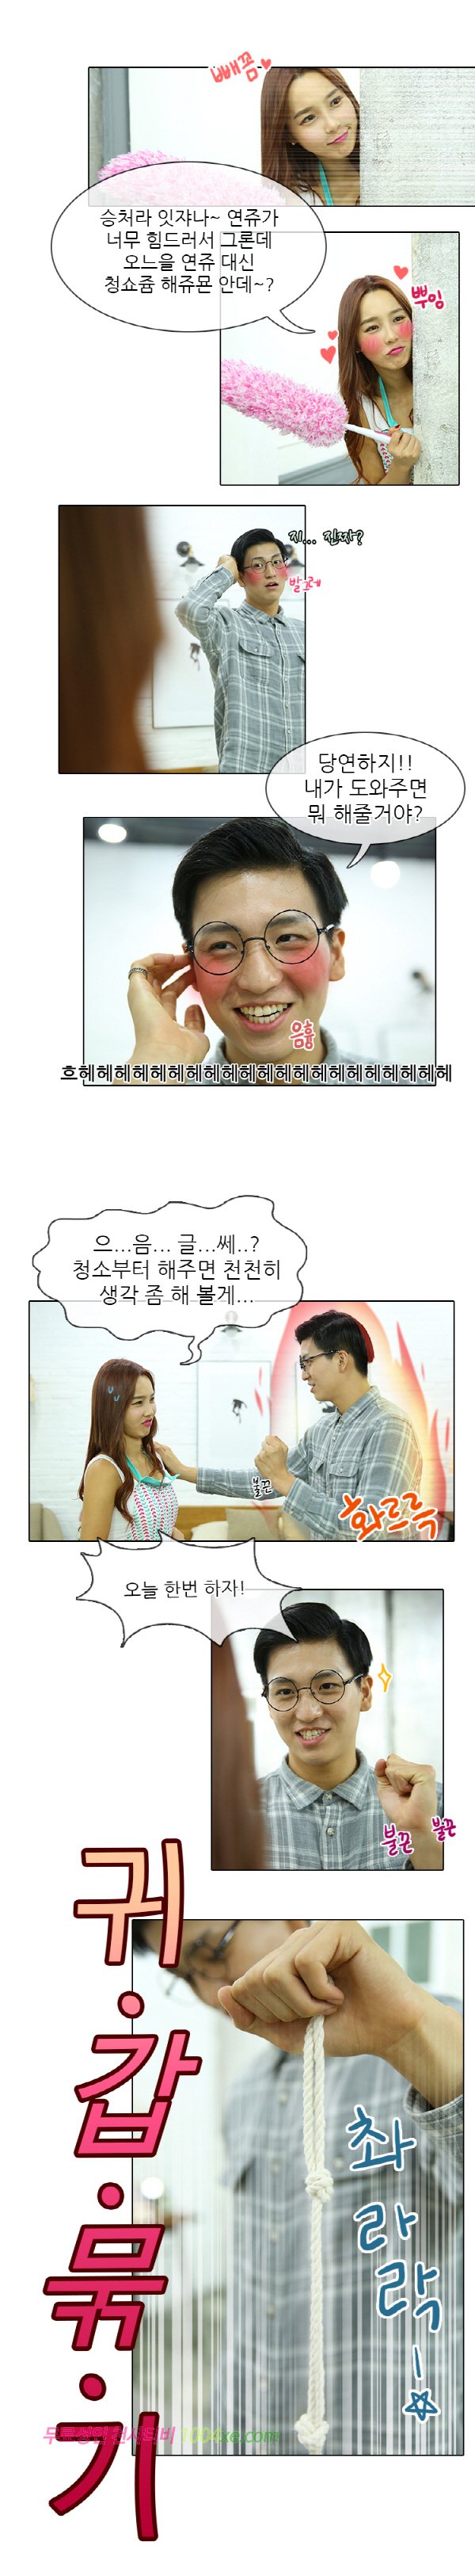 빼꼼
승처라 잇쟈나~ 연쥬가
너무 힘드러서 그론데
오느을 연쥬 대신
청쇼쥼 해쥬묜 안데~?
뿌잉
지... 진짜?
발그레
당연하지!!
내가 도와주면
뭐 해줄거야?
음흉
흐헤헤헤헤헤헤헤헤헤헤헤헤헤헤헤헤헤헤헤헤헤
으...음... 글...쎄..?
청소부터 해주면 천천히
생각 좀 해 볼게...
불끈
화르륵
오늘 한번 하자!
불끈
불끈
귀·갑·묶·기
촤
라
락
1004xa.com